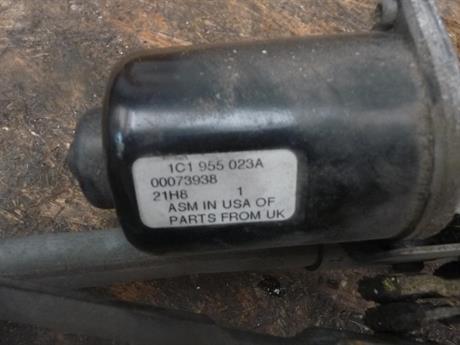 1C1 955 023A
00073938
21H8 1
ASM IN USA OF
PARTS FROM UK